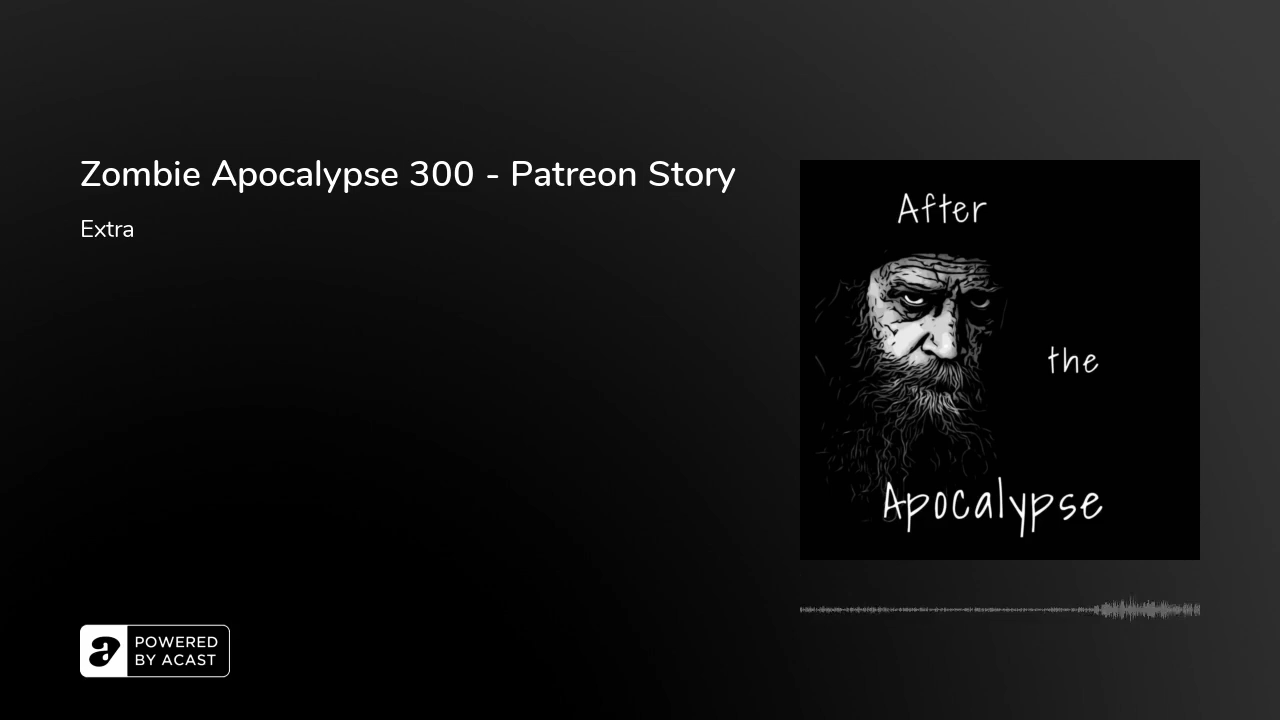 Zombie Apocalypse 300 - Patreon Story
Extra
After
the
Apocalypse
a
POWERED
BY ACAST